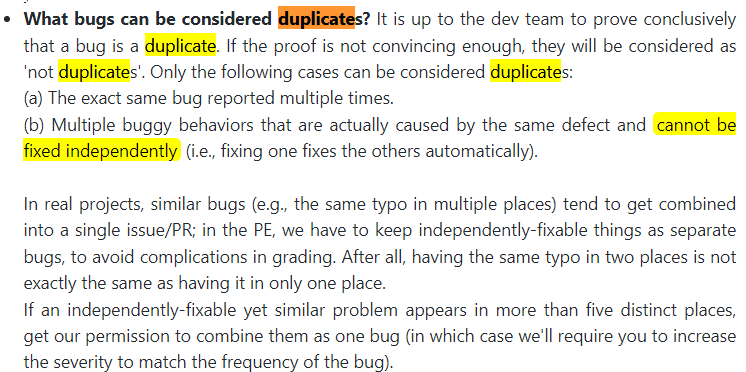 • What bugs can be considered duplicates? It is up to the dev team to prove conclusively
that a bug is a duplicate. If the proof is not convincing enough, they will be considered as
'not duplicates'. Only the following cases can be considered duplicates:
(a) The exact same bug reported multiple times.
(b) Multiple buggy behaviors that are actually caused by the same defect and cannot be
fixed independently (i.e., fixing one fixes the others automatically).
In real projects, similar bugs (e.g., the same typo in multiple places) tend to get combined
into a single issue/PR; in the PE, we have to keep independently-fixable things as separate
bugs, to avoid complications in grading. After all, having the same typo in two places is not
exactly the same as having it in only one place.
If an independently-fixable yet similar problem appears in more than five distinct places,
get our permission to combine them as one bug (in which case we'll require you to increase
the severity to match the frequency of the bug).